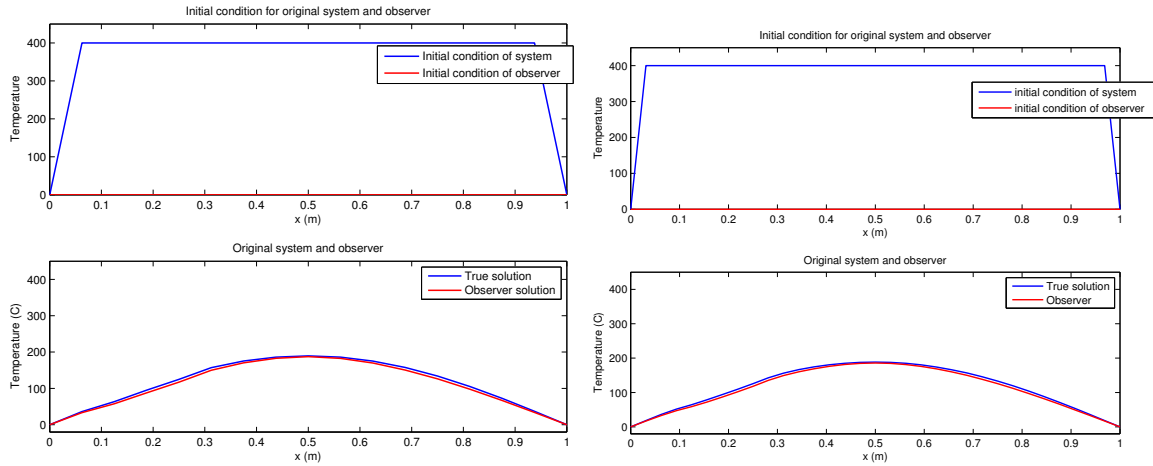 Initial condition for original system and observer
400
300
200
100
0
Temperature
Initial condition of system
Initial condition of observer
0 0.1 0.2 0.3 0.4 0.5 0.6 0.7 0.8 0.9 1
x (m)
Original system and observer
400
300
200
100
0
Temperature (C)
True solution
Observer solution
0 0.1 0.2 0.3 0.4 0.5 0.6 0.7 0.8 0.9 1
x (m)
Initial condition for original system and observer
400
300
200
100
0
Temperature
initial condition of system
initial condition of observer
0 0.1 0.2 0.3 0.4 0.5 0.6 0.7 0.8 0.9 1
x (m)
Original system and observer
400
300
200
100
0
Temperature (C)
True solution
Observer
0 0.1 0.2 0.3 0.4 0.5 0.6 0.7 0.8 0.9 1
x (m)